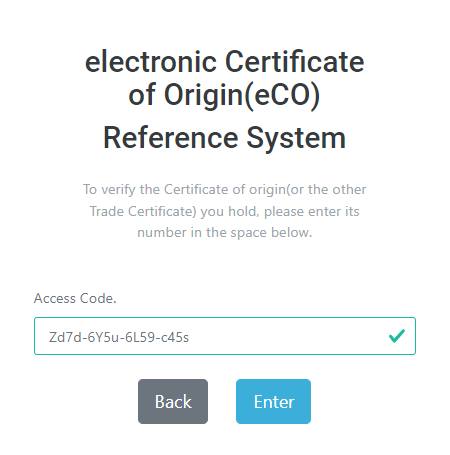 electronic Certificate
of Origin(eCO)
Reference System
To verify the Certificate of origin(or the other
Trade Certificate) you hold, please enter its
number in the space below.
Access Code.
Zd7d-6Y5u-6L59-c45s
Back Enter